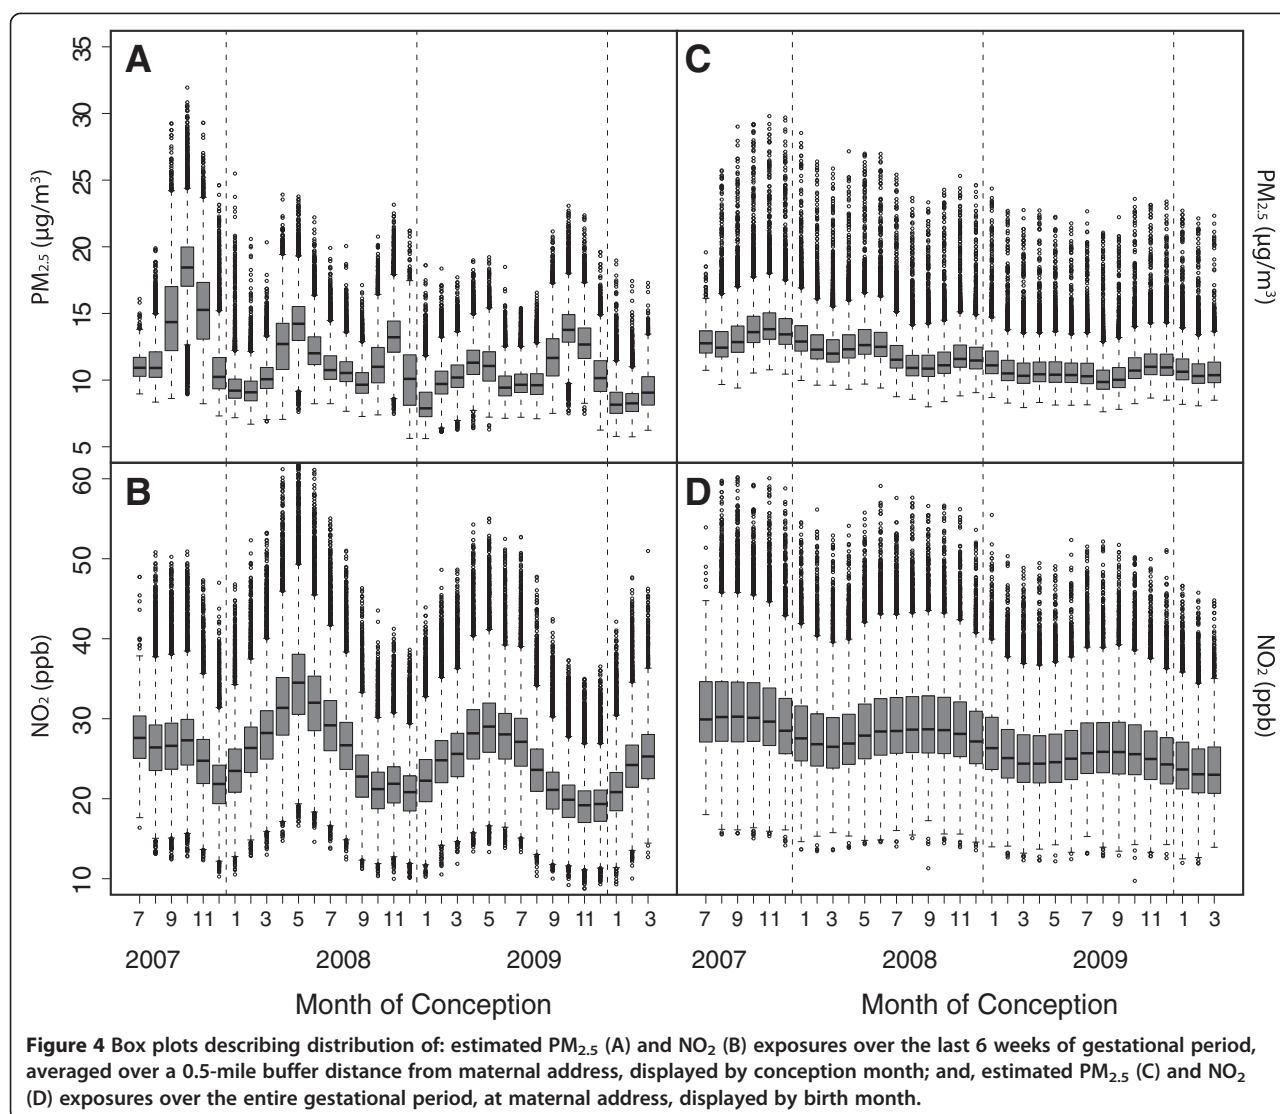 A
C
35
30
25
20
15
10
5
PM2.5 (µg/m3)
PM2.5 (µg/m3)
B
D
60
50
40
30
20
10
NO2 (ppb)
NO2 (ppb)
7 9 11 1 3 5 7 9 11 1 3 5 7 9 11 1 3
7 9 11 1 3 5 7 9 11 1 3 5 7 9 11 1 3
2007 2008 2009
2007 2008 2009
Month of Conception
Month of Conception
Figure 4 Box plots describing distribution of: estimated PM2.5 (A) and NO2 (B) exposures over the last 6 weeks of gestational period,
averaged over a 0.5-mile buffer distance from maternal address, displayed by conception month; and, estimated PM2.5 (C) and NO2
(D) exposures over the entire gestational period, at maternal address, displayed by birth month.